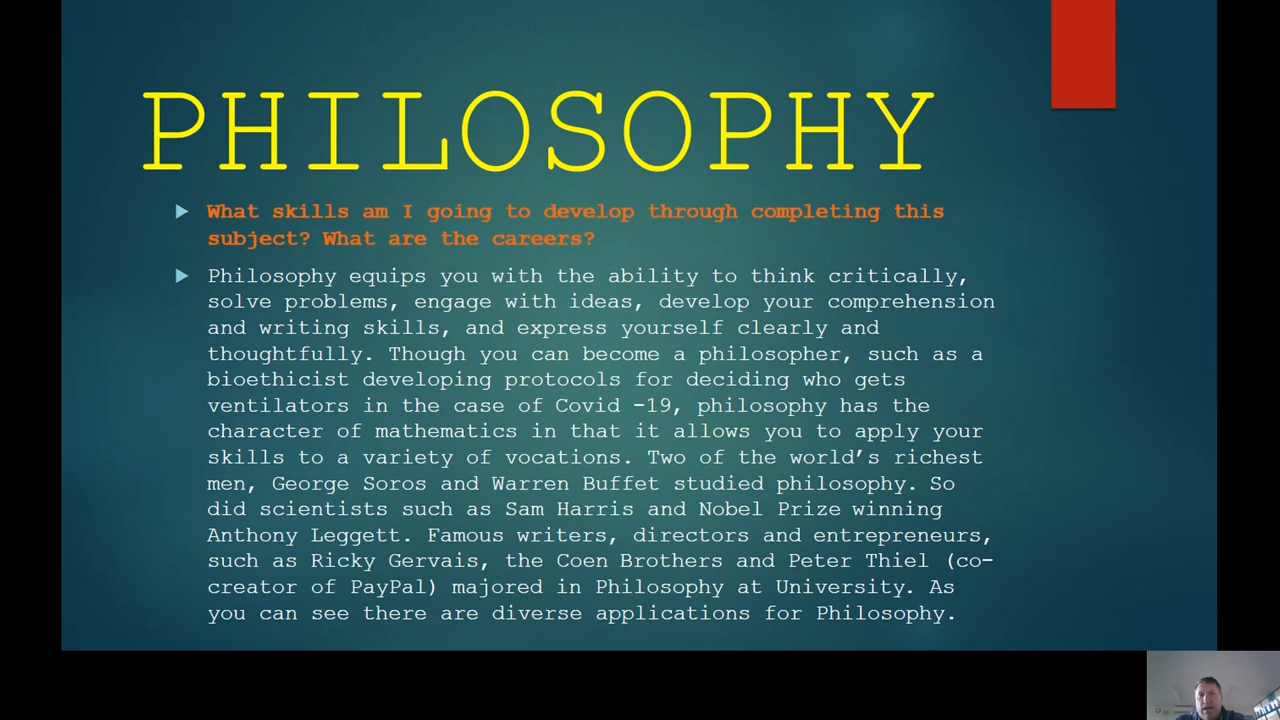 PHILOSOPHY
What skills am I going to develop through completing this
subject? What are the careers?
Philosophy equips you with the ability to think critically,
solve problems, engage with ideas, develop your comprehension
and writing skills, and express yourself clearly and
thoughtfully. Though you can become a philosopher, such as a
bioethicist developing protocols for deciding who gets
ventilators in the case of Covid -19, philosophy has the
character of mathematics in that it allows you to apply your
skills to a variety of vocations. Two of the world’s richest
men, George Soros and Warren Buffet studied philosophy. So
did scientists such as Sam Harris and Nobel Prize winning
Anthony Leggett. Famous writers, directors and entrepreneurs,
such as Ricky Gervais, the Coen Brothers and Peter Thiel (co-
creator of PayPal) majored in Philosophy at University. As
you can see there are diverse applications for Philosophy.